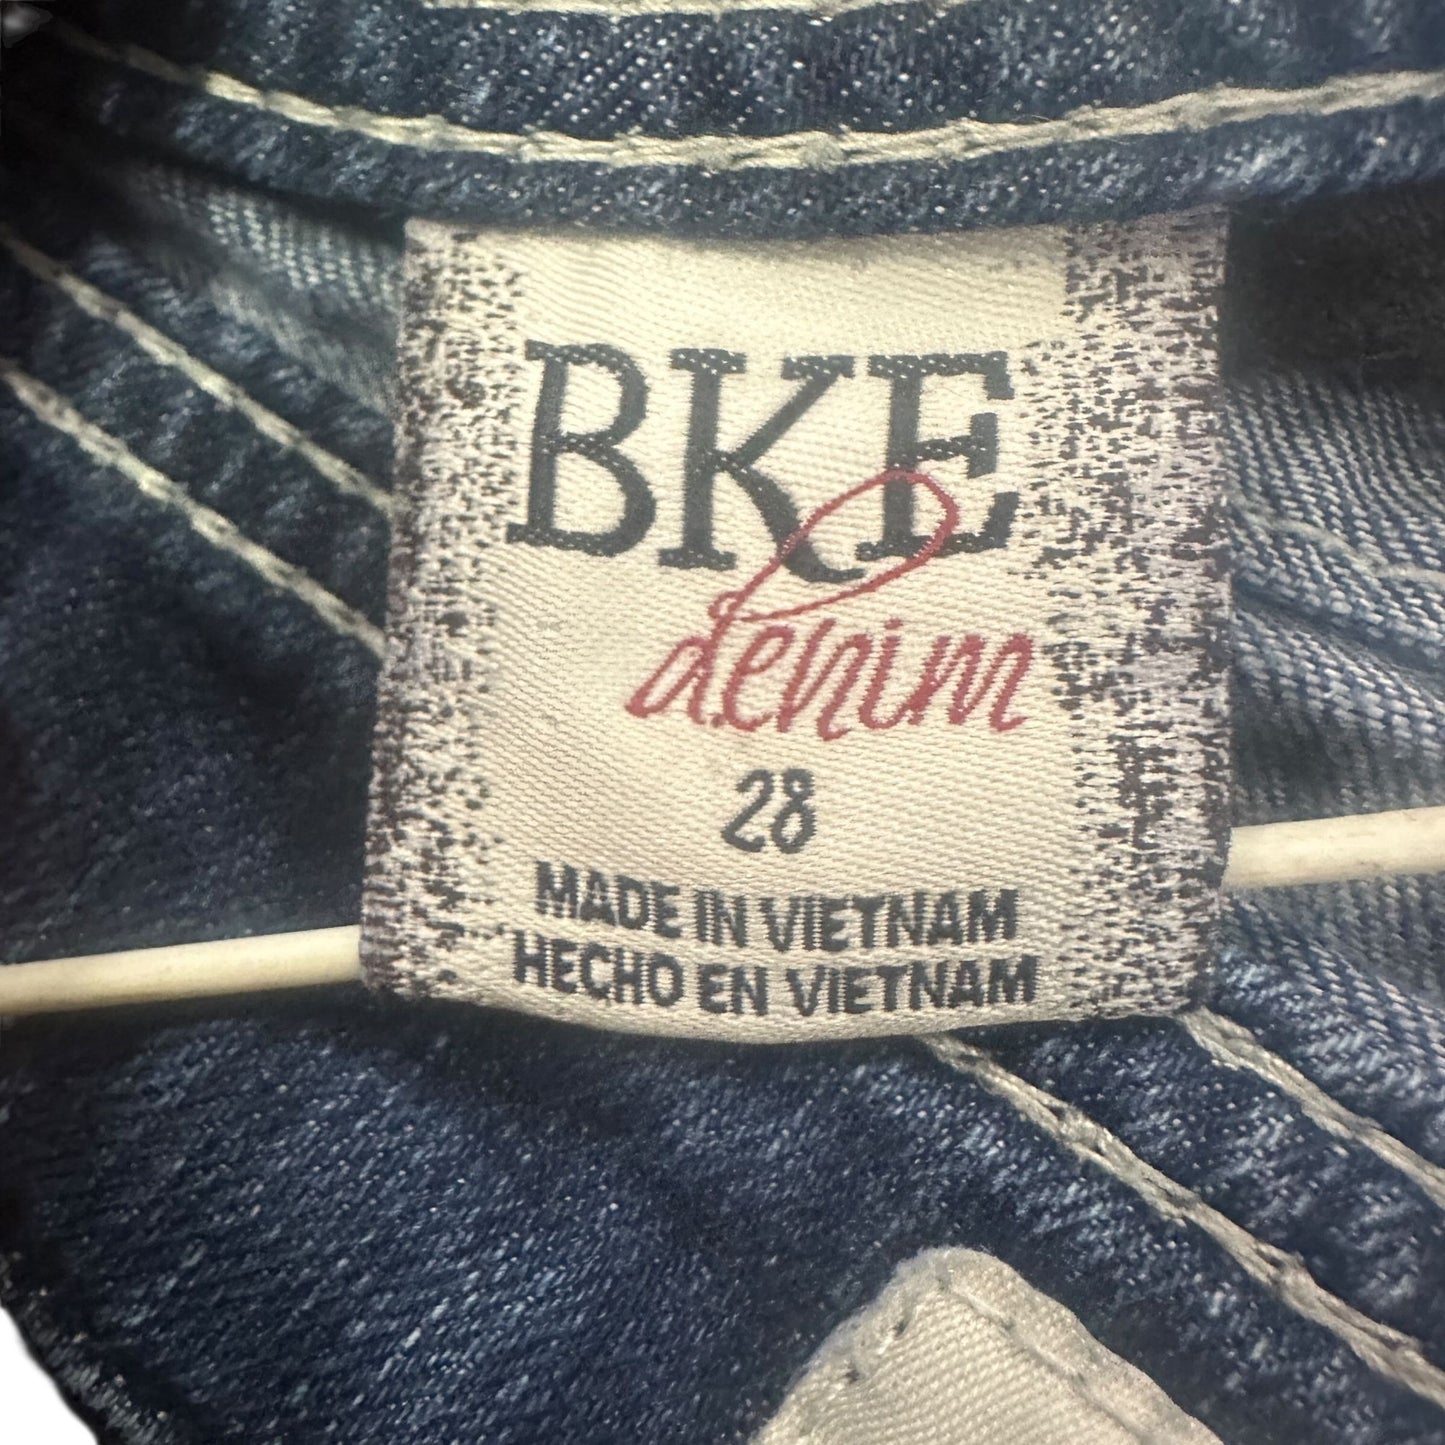 BKE
denim
28
MADE IN VIETNAM
HECHO EN VIETNAM